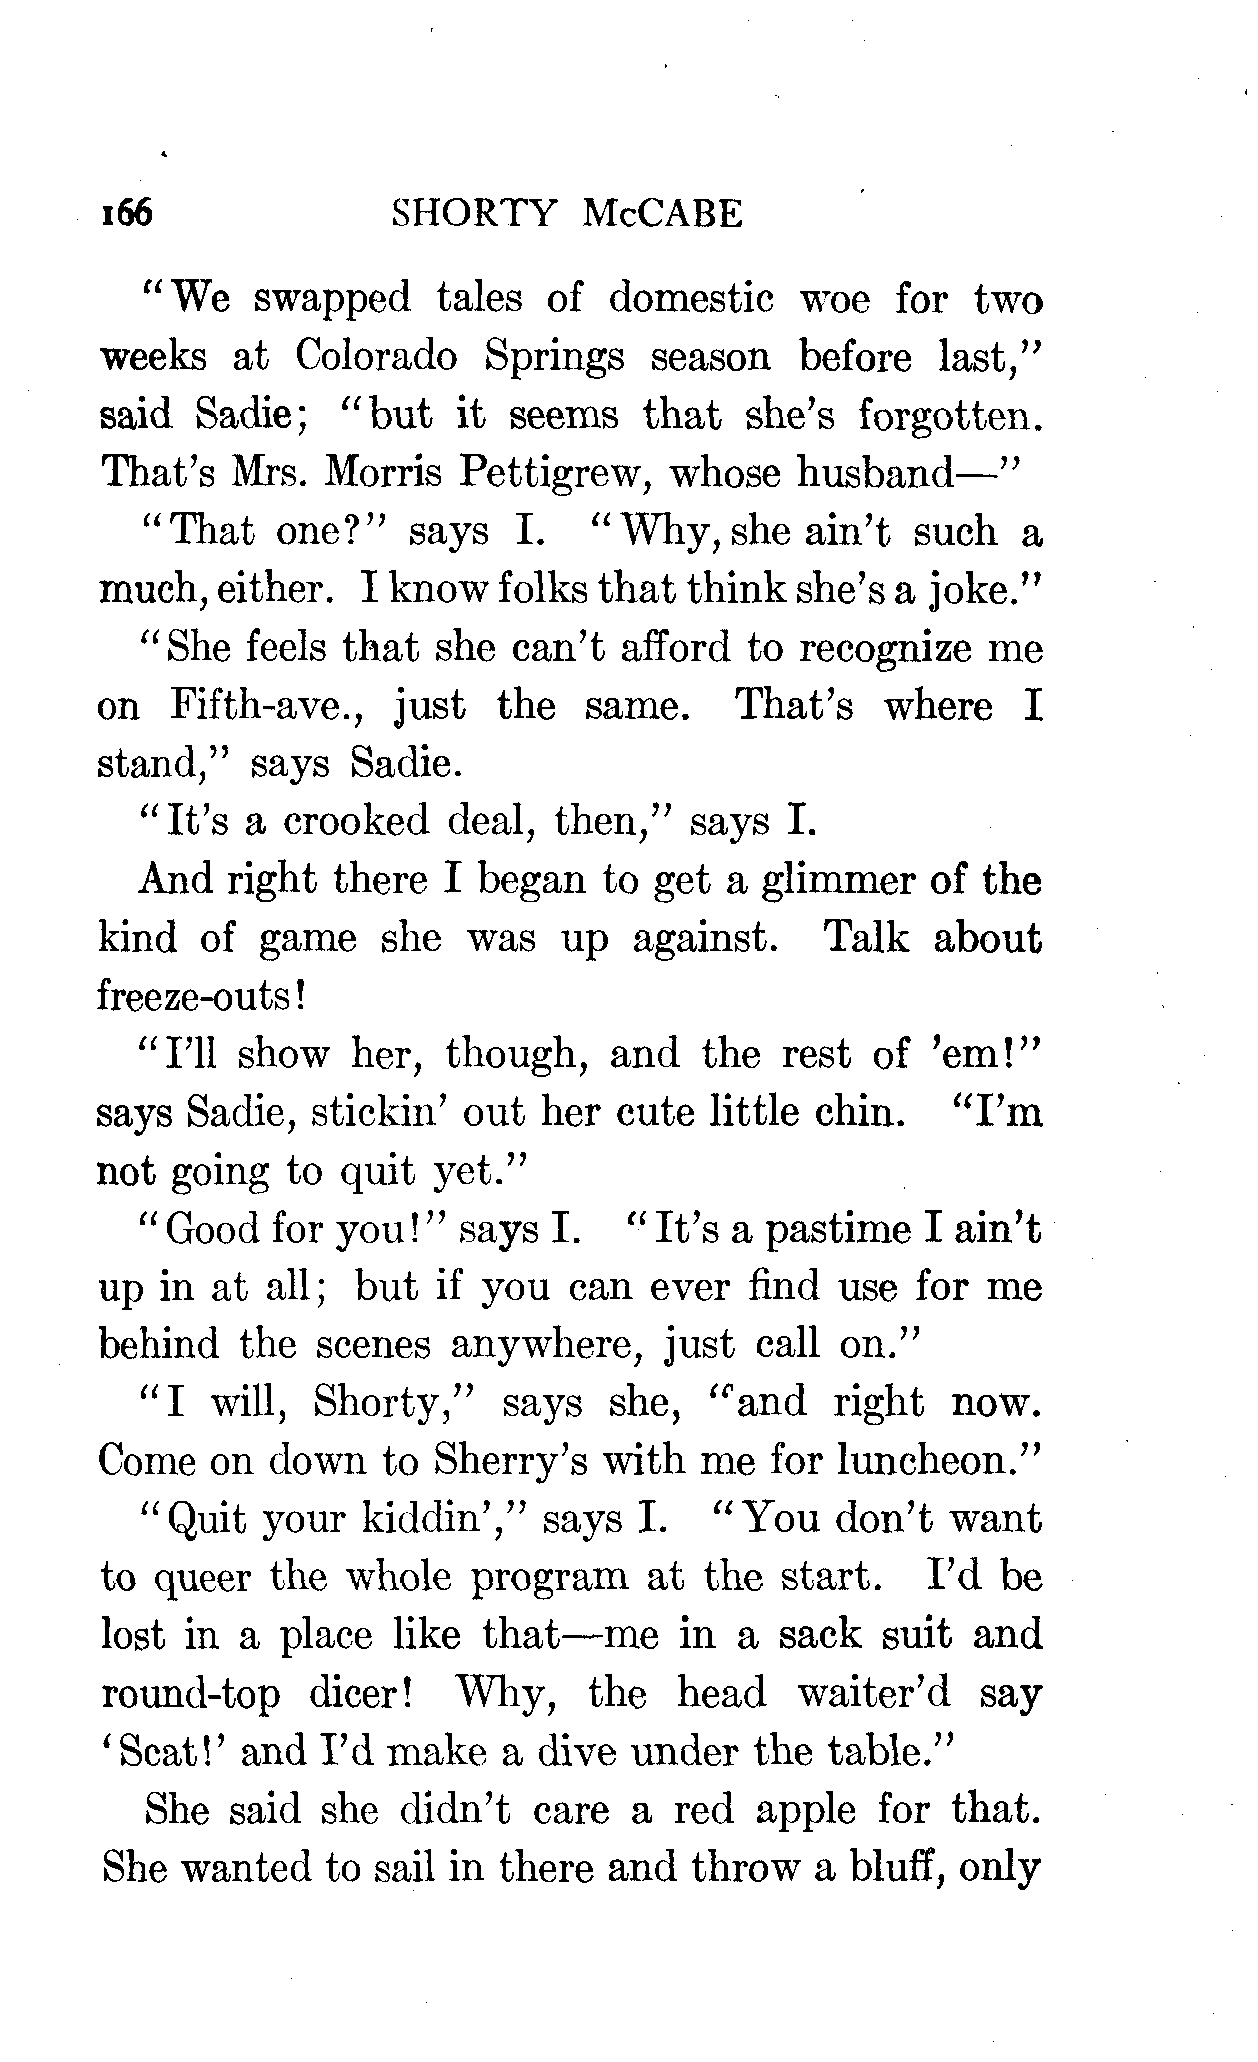 166 SHORTY McCABE
"We swapped tales of domestic woe for two
weeks at Colorado Springs season before last,"
said Sadie; "but it seems that she's forgotten.
That's Mrs. Morris Pettigrew, whose husband—"
"That one?" says I. "Why, she ain't such a
much, either. I know folks that think she's a joke."
"She feels that she can't afford to recognize me
on Fifth-ave., just the same. That's where I
stand," says Sadie.
"It's a crooked deal, then," says I.
And right there I began to get a glimmer of the
kind of game she was up against. Talk about
freeze-outs!
"I'll show her, though, and the rest of 'em!"
says Sadie, stickin' out her cute little chin. "I'm
not going to quit yet."
"Good for you!" says I. "It's a pastime I ain't
up in at all; but if you can ever find use for me
behind the scenes anywhere, just call on."
"I will, Shorty," says she, "and right now.
Come on down to Sherry's with me for luncheon."
"Quit your kiddin'," says I. "You don't want
to queer the whole program at the start. I'd be
lost in a place like that—me in a sack suit and
round-top dicer! Why, the head waiter'd say
'Scat!' and I'd make a dive under the table."
She said she didn't care a red apple for that.
She wanted to sail in there and throw a bluff, only